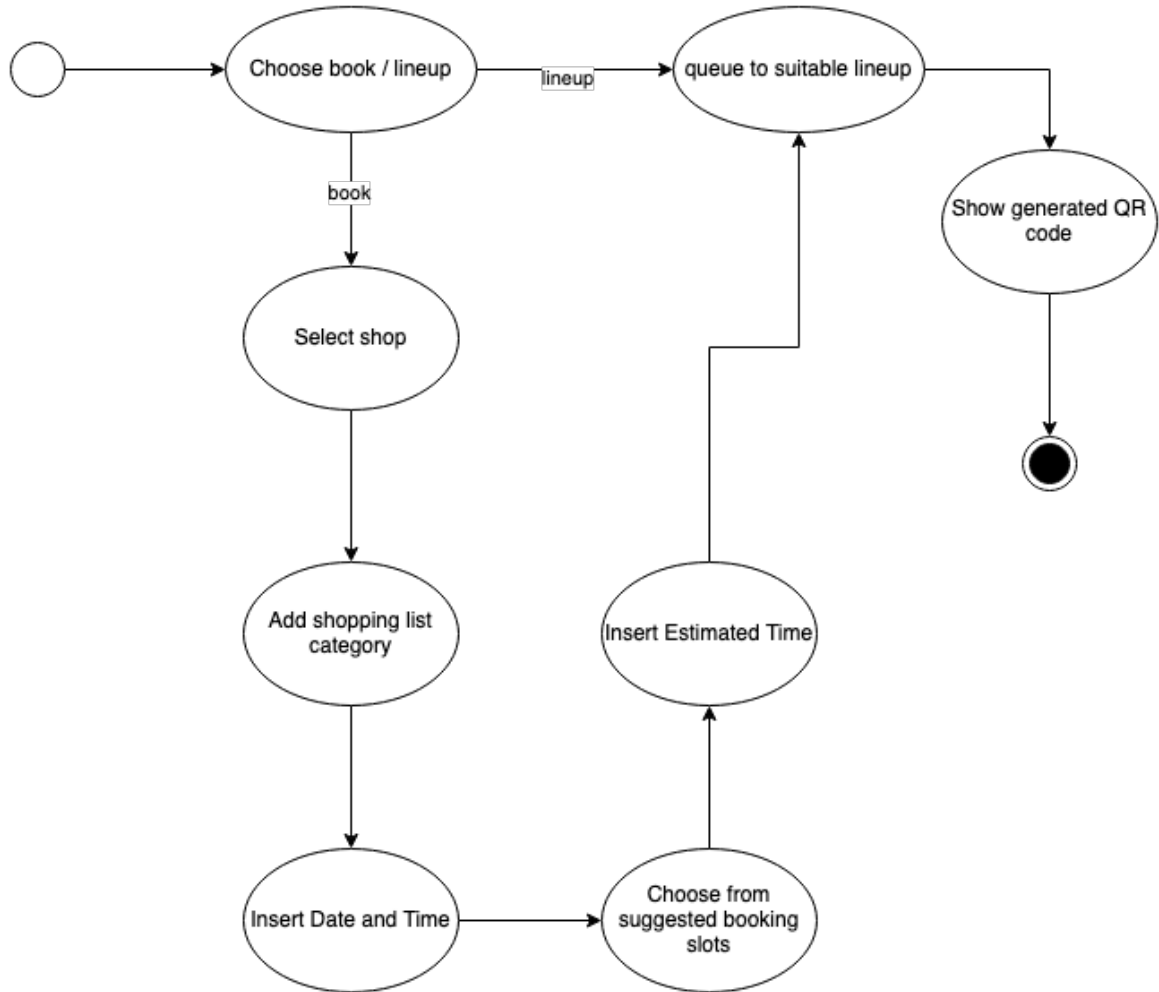 Choose book / lineup
lineup
queue to suitable lineup
book
Show generated QR
code
Select shop
Add shopping list
category
Insert Estimated Time
Insert Date and Time
Choose from
suggested booking
slots